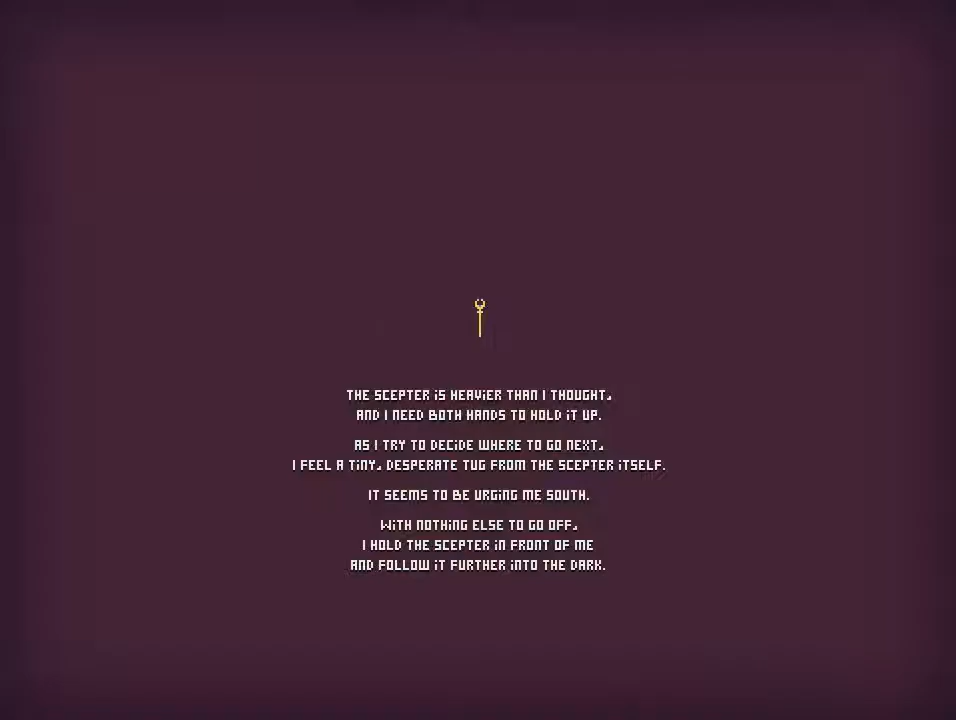 THE SCEPTER IS HEAVIER THAN I THOUGHT,
AND I NEED BOTH HANDS TO HOLD IT UP.
AS I TRY TO DECIDE WHERE TO GO NEXT,
I FEEL A TINY, DESPERATE TUG FROM THE SCEPTER ITSELF.
IT SEEMS TO BE URGING ME SOUTH.
WITH NOTHING ELSE TO GO OFF,
I HOLD THE SCEPTER IN FRONT OF ME
AND FOLLOW IT FURTHER INTO THE DARK.